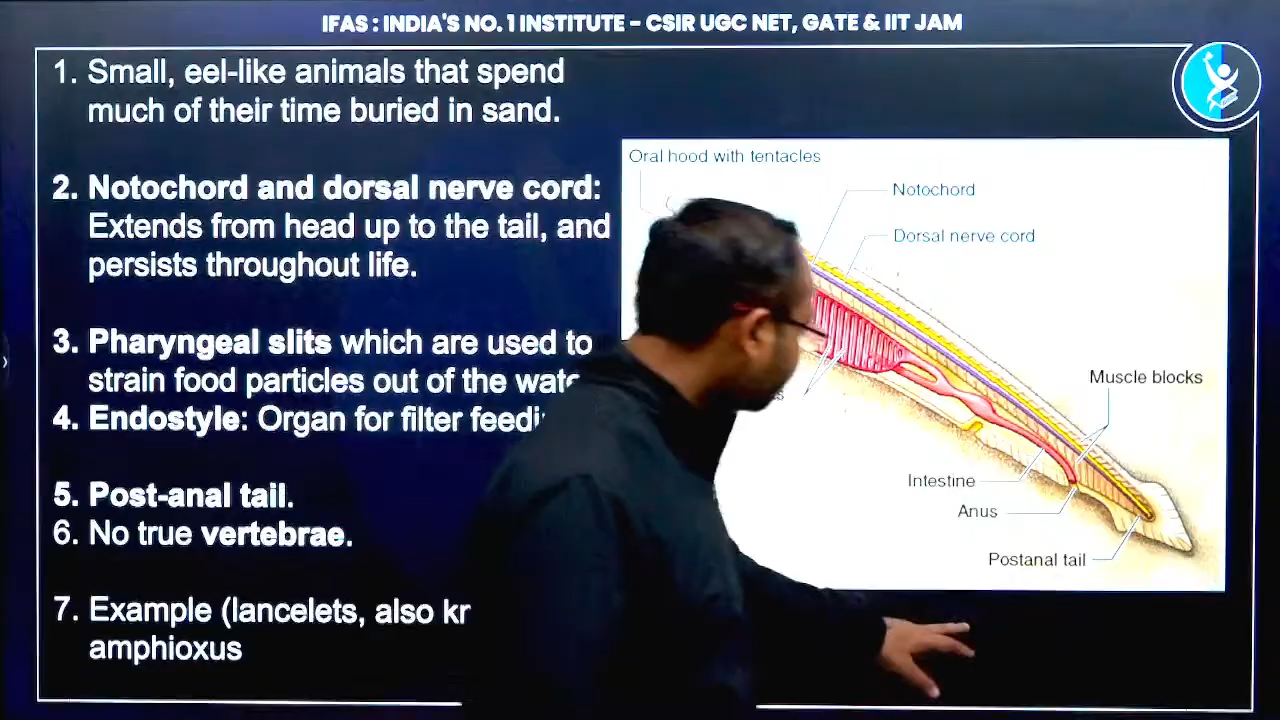 IFAS : INDIA'S NO. 1 INSTITUTE – CSIR UGC NET, GATE & IIT JAM
1. Small, eel-like animals that spend
much of their time buried in sand.
2. Notochord and dorsal nerve cord:
Extends from head up to the tail, and
persists throughout life.
3. Pharyngeal slits which are used to
strain food particles out of the
4. Endostyle: Organ for filter
5. Post-anal tail.
6. No true vertebrae.
7. Example (lancelets, also
amphioxus
Oral hood with tentacles
Notochord
Dorsal nerve cord
Muscle blocks
Intestine
Anus
Postanal tail